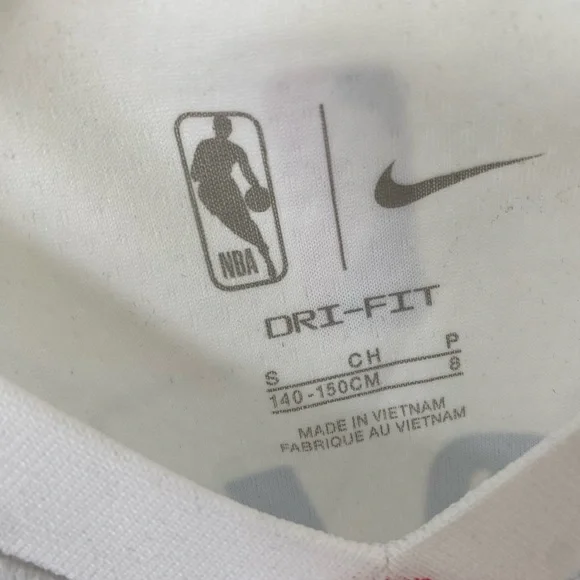 NBA
DRI-FIT
S CH P
140-150CM 8
MADE IN VIETNAM
FABRIQUE AU VIETNAM